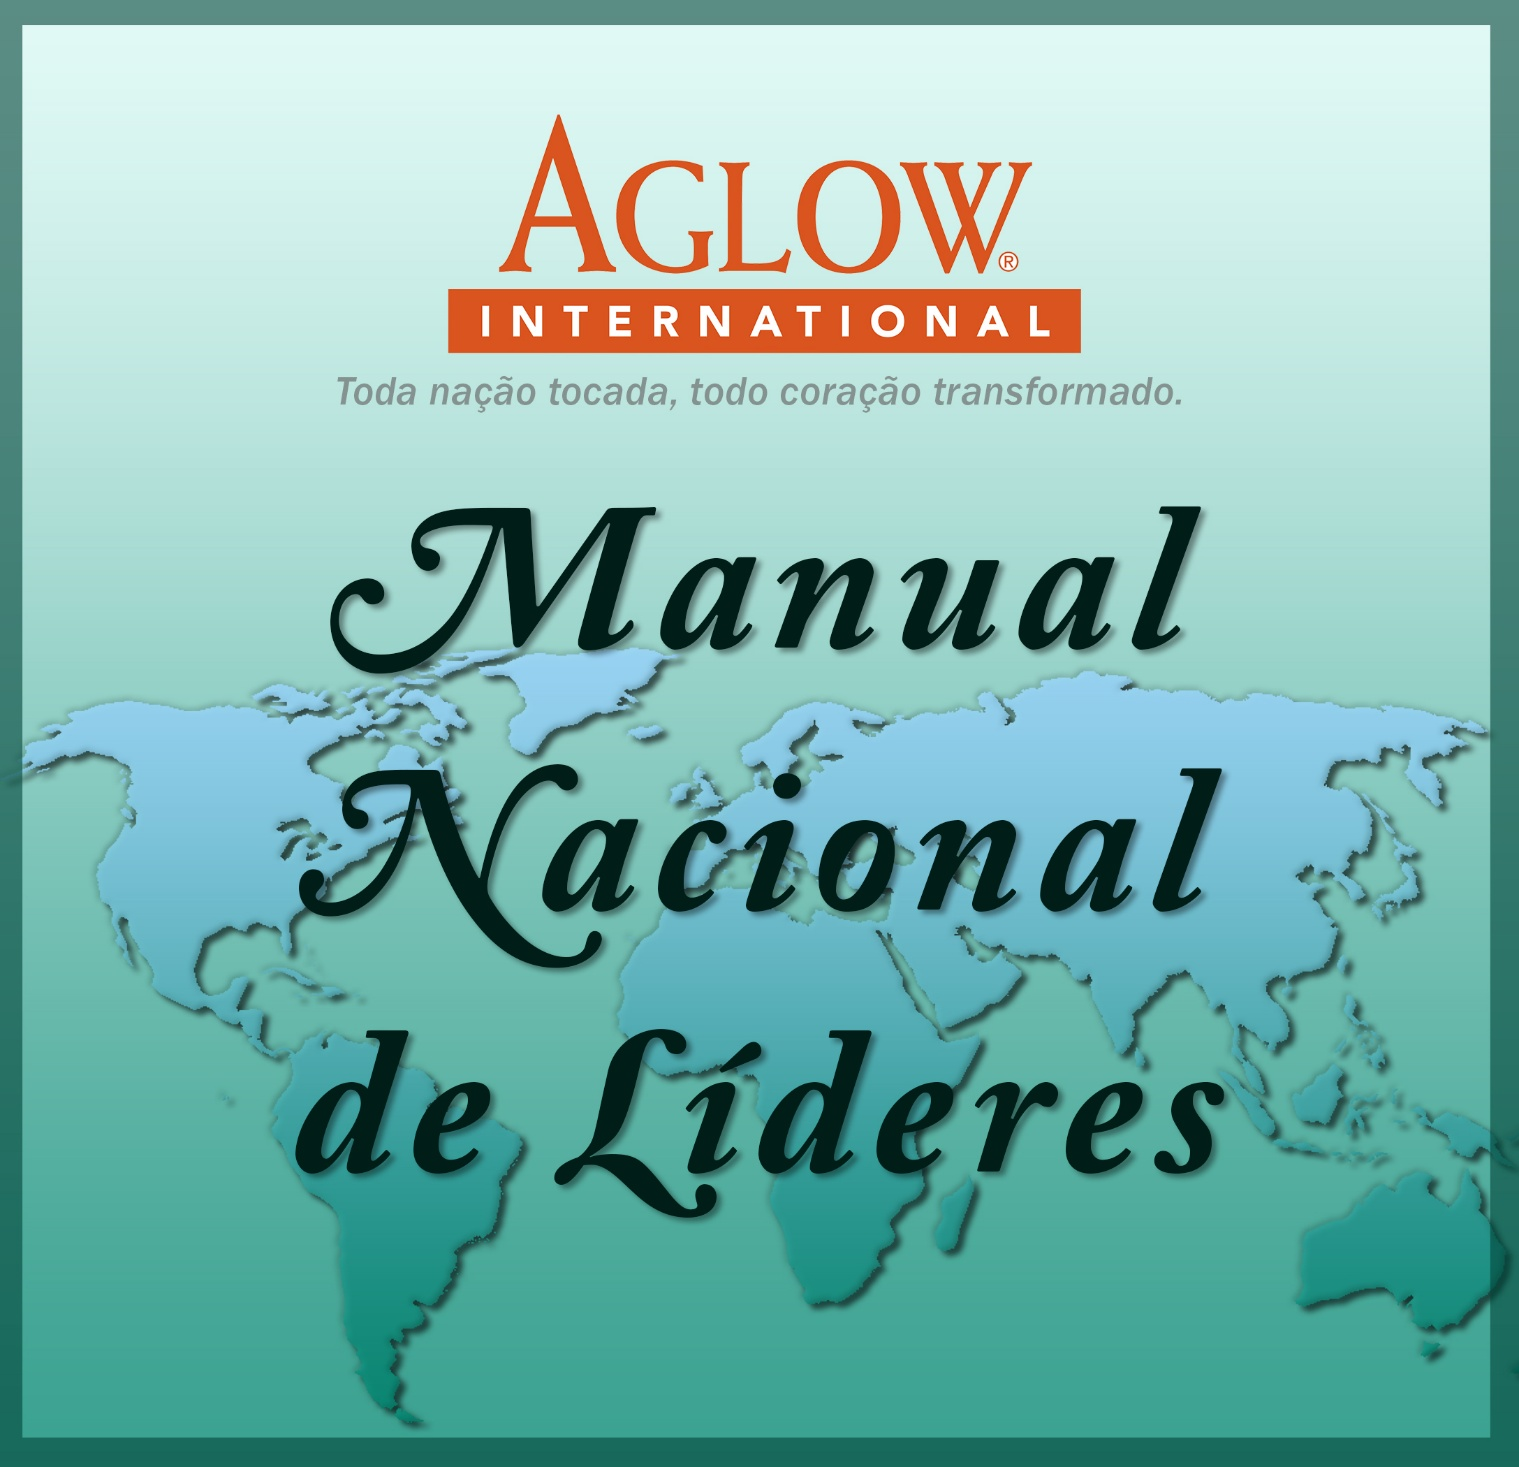 AGLOW®
INTERNATIONAL
Toda nação tocada, todo coração transformado.
Manual
Nacional
de Líderes